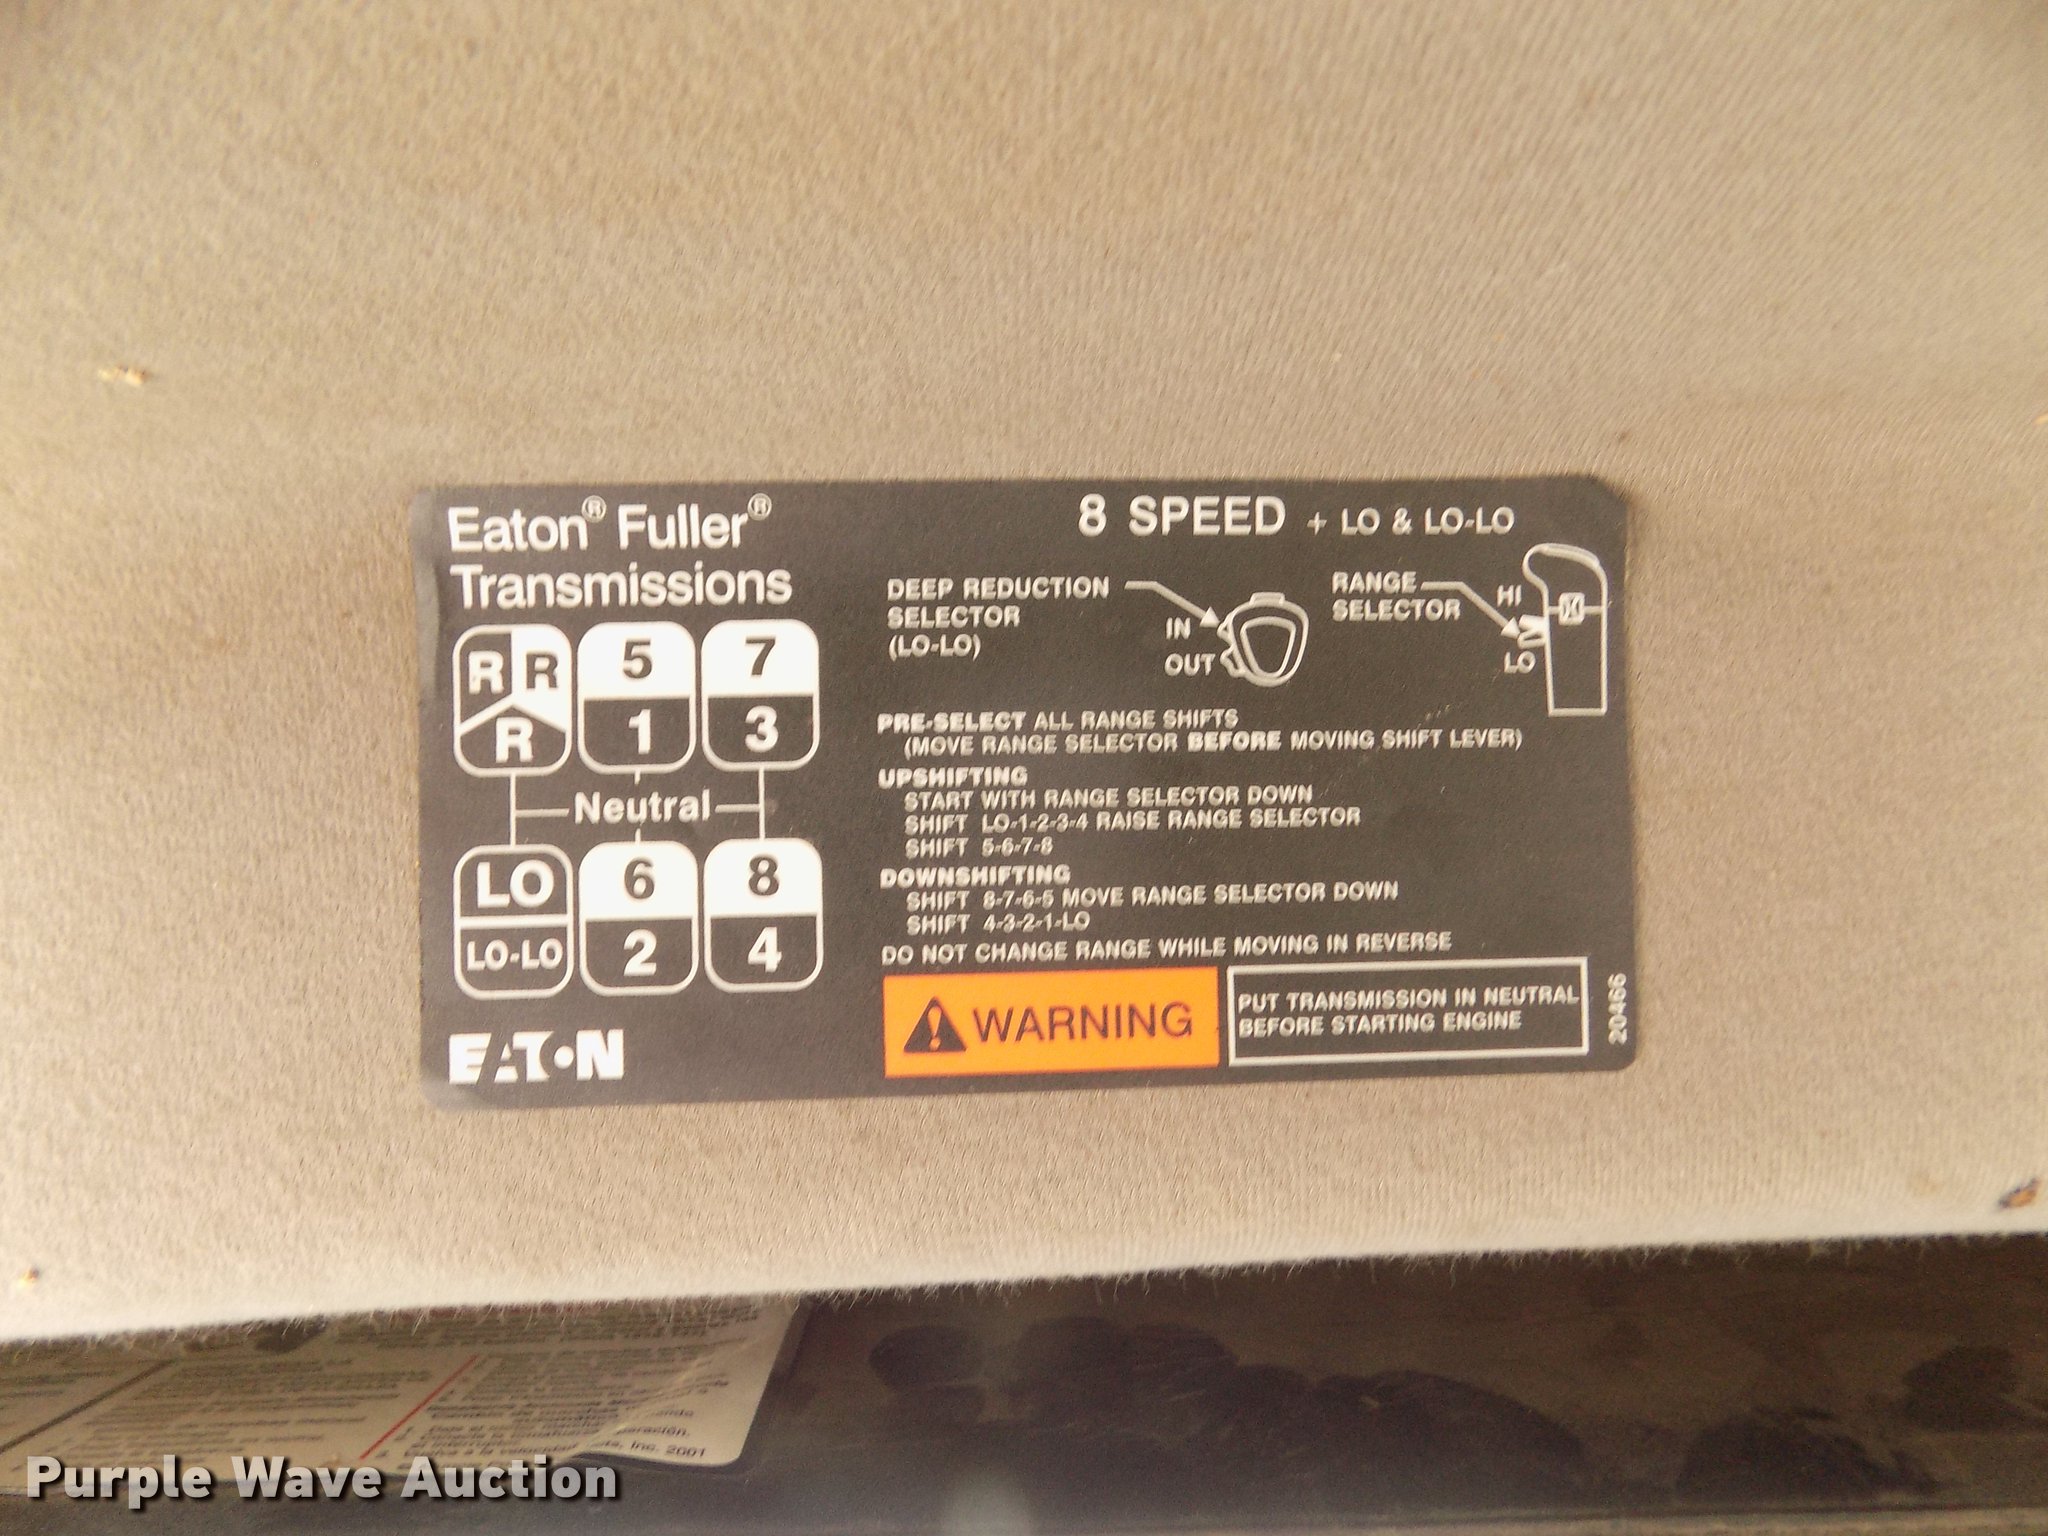 Eaton® Fuller®
Transmissions
R R
R
5
1
7
3
Neutral
LO
LO-LO
6
2
8
4
EATON
8 SPEED + LO & LO-LO
DEEP REDUCTION
SELECTOR
(LO-LO)
IN
OUT
RANGE
SELECTOR
HI
LO
PRE-SELECT ALL RANGE SHIFTS
(MOVE RANGE SELECTOR BEFORE MOVING SHIFT LEVER)
UPSHIFTING
START WITH RANGE SELECTOR DOWN
SHIFT LO-1-2-3-4 RAISE RANGE SELECTOR
SHIFT 5-6-7-8
DOWNSHIFTING
SHIFT 8-7-6-5 MOVE RANGE SELECTOR DOWN
SHIFT 4-3-2-1-LO
DO NOT CHANGE RANGE WHILE MOVING IN REVERSE
WARNING
PUT TRANSMISSION IN NEUTRAL
BEFORE STARTING ENGINE
20466
Inc. 2001
Purple Wave Auction